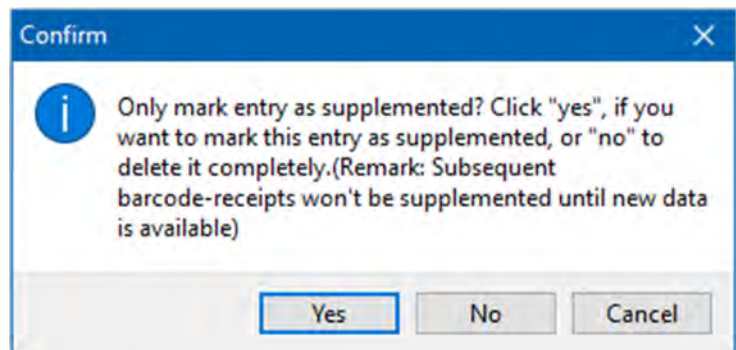 Confirm
Only mark entry as supplemented? Click "yes", if you
want to mark this entry as supplemented, or "no" to
delete it completely.(Remark: Subsequent
barcode-receipts won't be supplemented until new data
is available)
Yes No Cancel